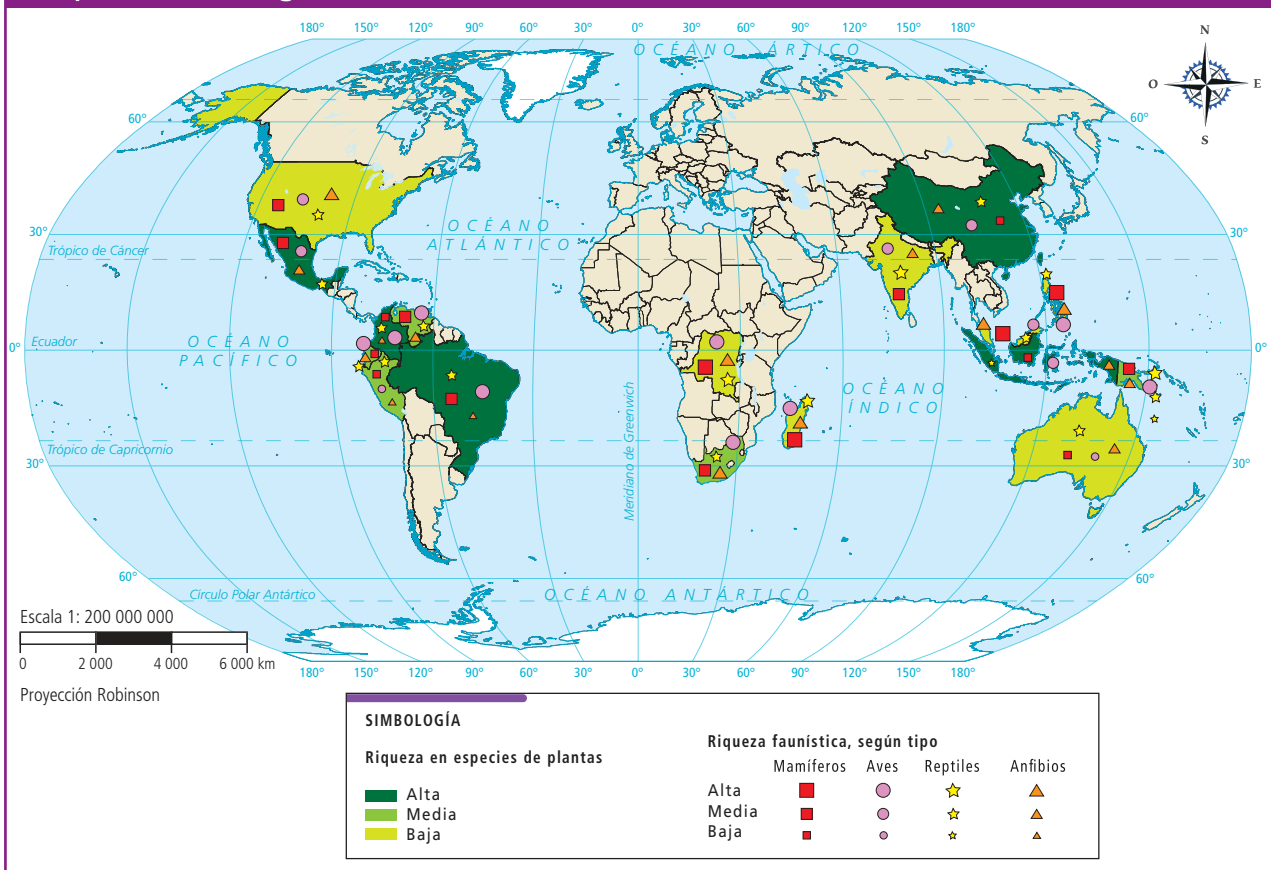 180° 150° 120° 90° 60° 30° 0° 30° 60° 90° 120° 150° 180°
OCÉANO ÁRTICO
N
O E
S
60° 60°
OCÉANO
ATLÁNTICO
30° 30°
Trópico de Cáncer
OCÉANO
PACÍFICO
Ecuador
0° 0°
OCÉANO
ÍNDICO
Meridiano de Greenwich
Trópico de Capricornio
30° 30°
60° 60°
Círculo Polar Antártico
OCÉANO ANTÁRTICO
Escala 1: 200 000 000
0 2 000 4 000 6 000 km
180° 150° 120° 90° 60° 30° 0° 30° 60° 90° 120° 150° 180°
Proyección Robinson
SIMBOLOGÍA
Riqueza en especies de plantas
Alta
Media
Baja
Riqueza faunística, según tipo
Mamíferos Aves Reptiles Anfibios
Alta
Media
Baja